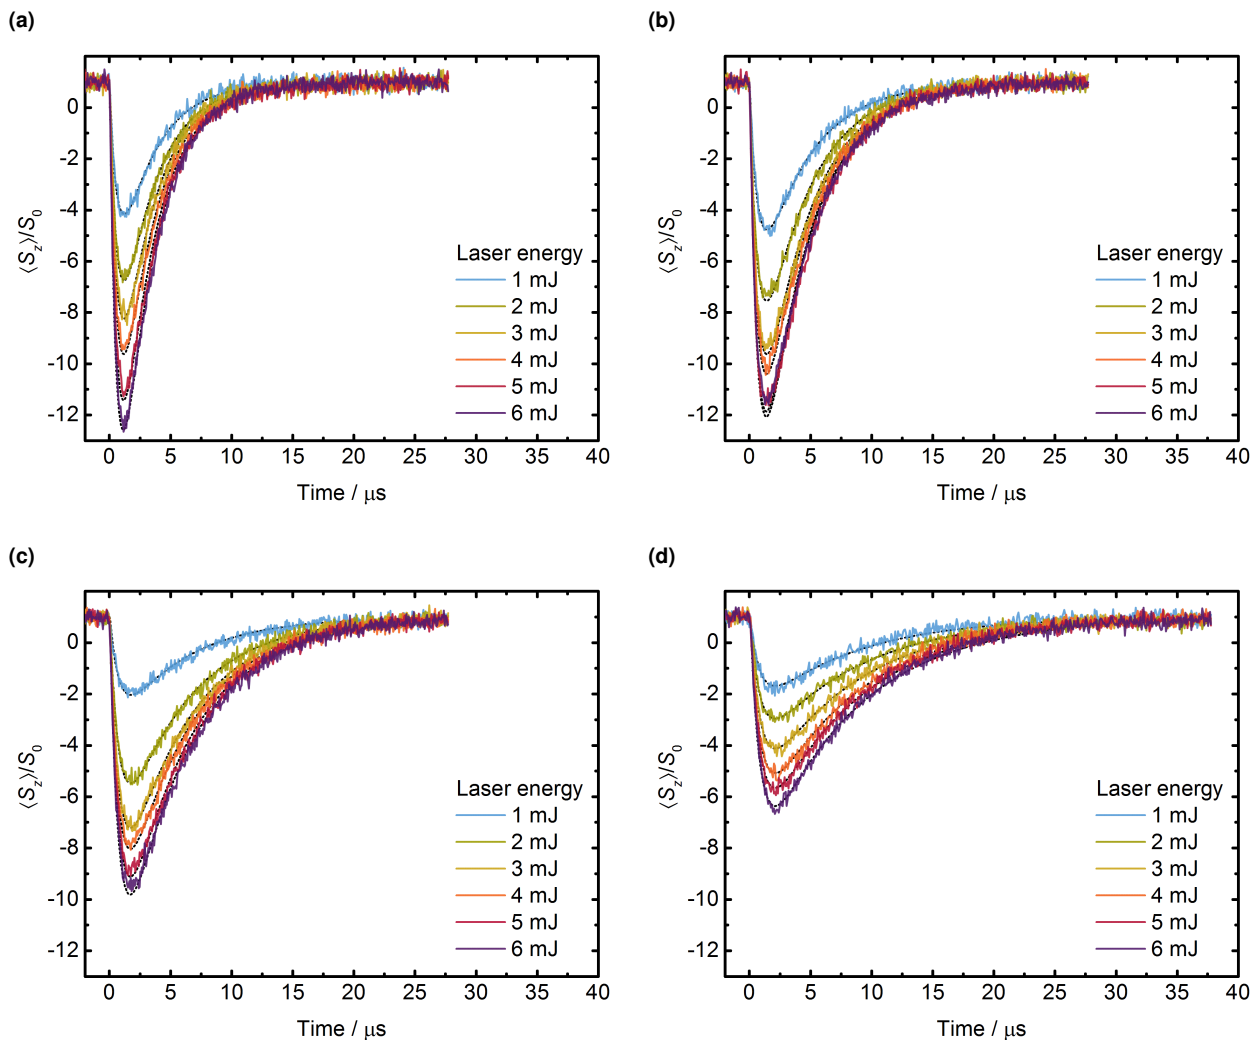 (a)
0
-2
-4
-6
-8
-10
-12
⟨S_z⟩/S_0
Laser energy
1 mJ
2 mJ
3 mJ
4 mJ
5 mJ
6 mJ
0 5 10 15 20 25 30 35 40
Time / μs
(b)
0
-2
-4
-6
-8
-10
-12
⟨S_z⟩/S_0
Laser energy
1 mJ
2 mJ
3 mJ
4 mJ
5 mJ
6 mJ
0 5 10 15 20 25 30 35 40
Time / μs
(c)
0
-2
-4
-6
-8
-10
-12
⟨S_z⟩/S_0
Laser energy
1 mJ
2 mJ
3 mJ
4 mJ
5 mJ
6 mJ
0 5 10 15 20 25 30 35 40
Time / μs
(d)
0
-2
-4
-6
-8
-10
-12
⟨S_z⟩/S_0
Laser energy
1 mJ
2 mJ
3 mJ
4 mJ
5 mJ
6 mJ
0 5 10 15 20 25 30 35 40
Time / μs